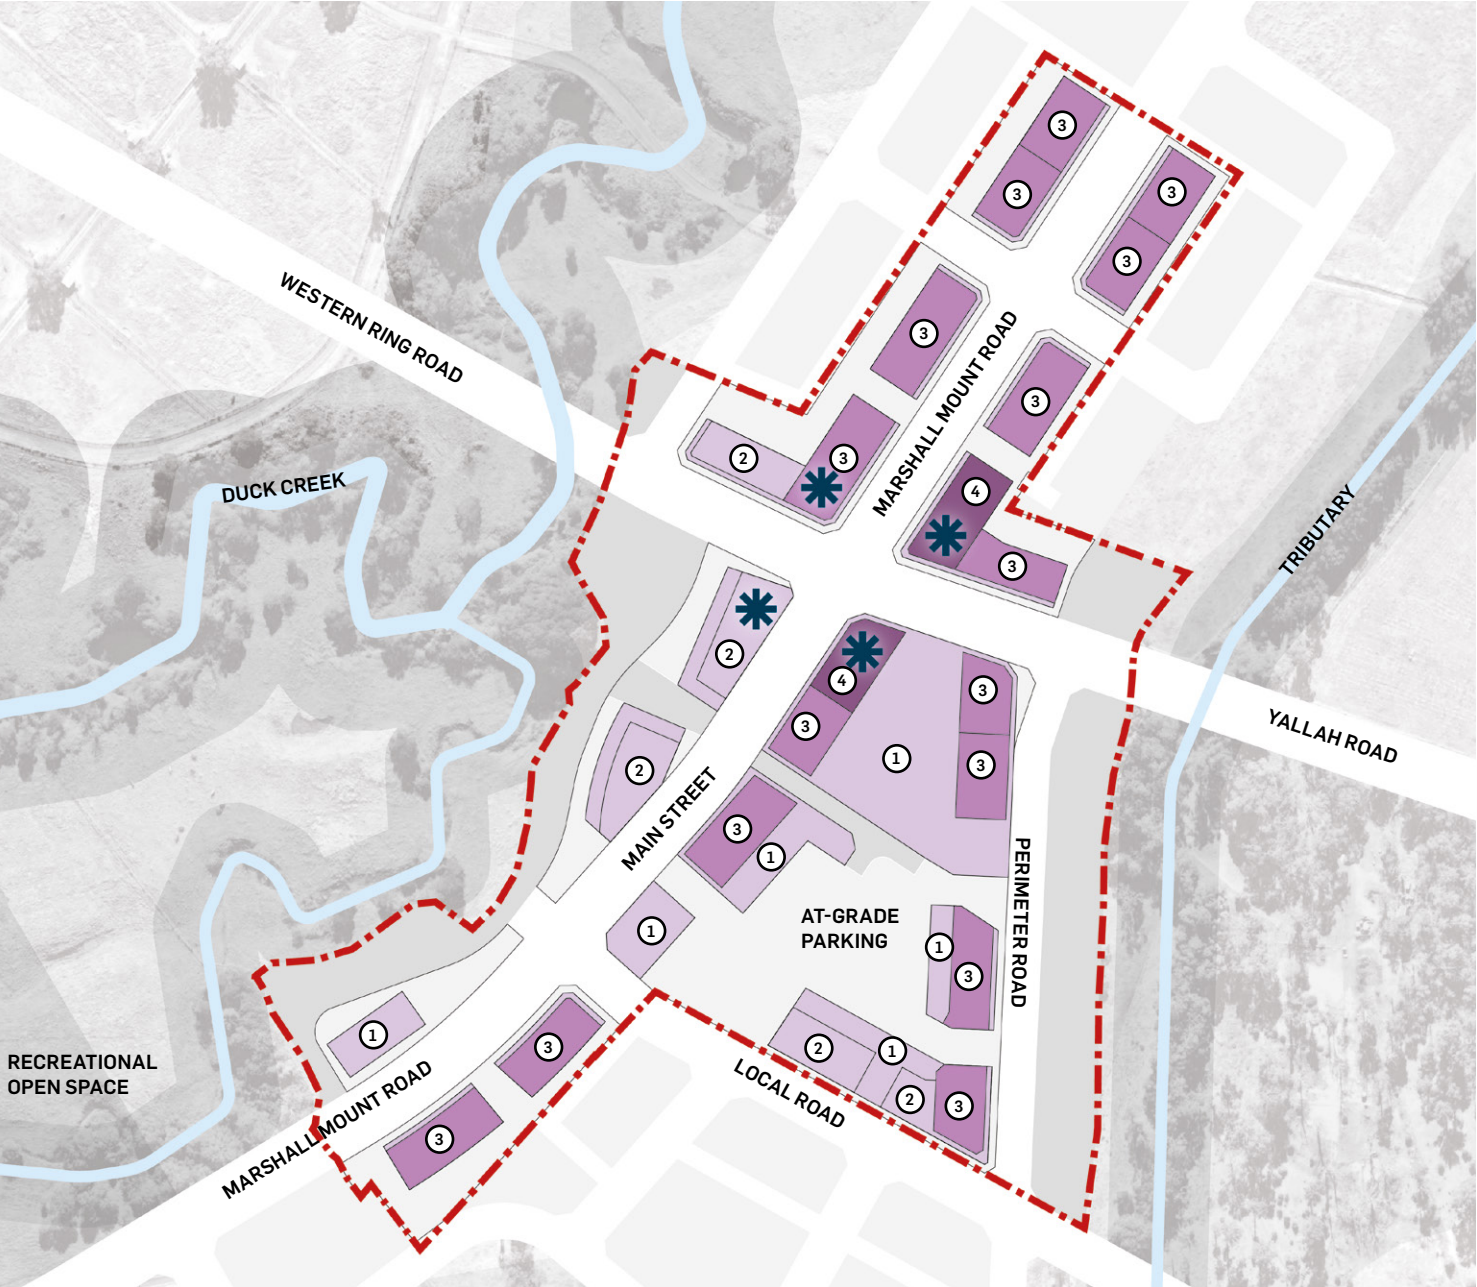 3
3
3
3
3
WESTERN RING ROAD
MARSHALL MOUNT ROAD
3
2
3
DUCK CREEK
4
TRIBUTARY
3
2
4
3
3
YALLAH ROAD
1
3
2
MAIN STREET
3
1
PERIMETER ROAD
AT-GRADE
PARKING
1
1
3
1
3
2
1
RECREATIONAL
OPEN SPACE
LOCAL ROAD
2
3
MARSHALL MOUNT ROAD
3